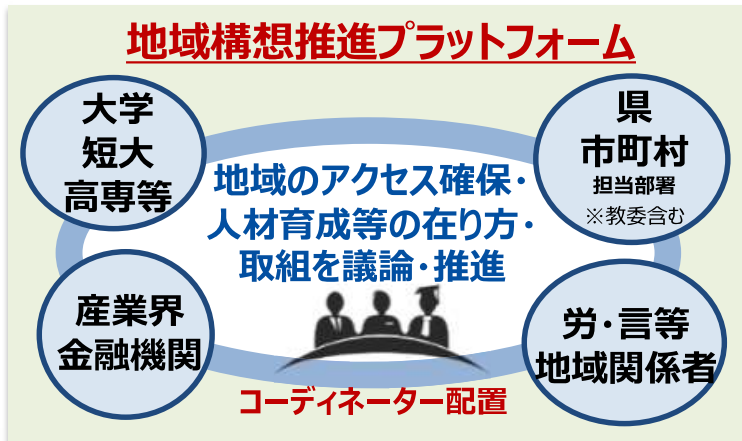 地域構想推進プラットフォーム
大学
短大
高専等
県
市町村
担当部署
※教委含む
地域のアクセス確保・
人材育成等の在り方・
取組を議論・推進
産業界
金融機関
労・言等
地域関係者
コーディネーター配置